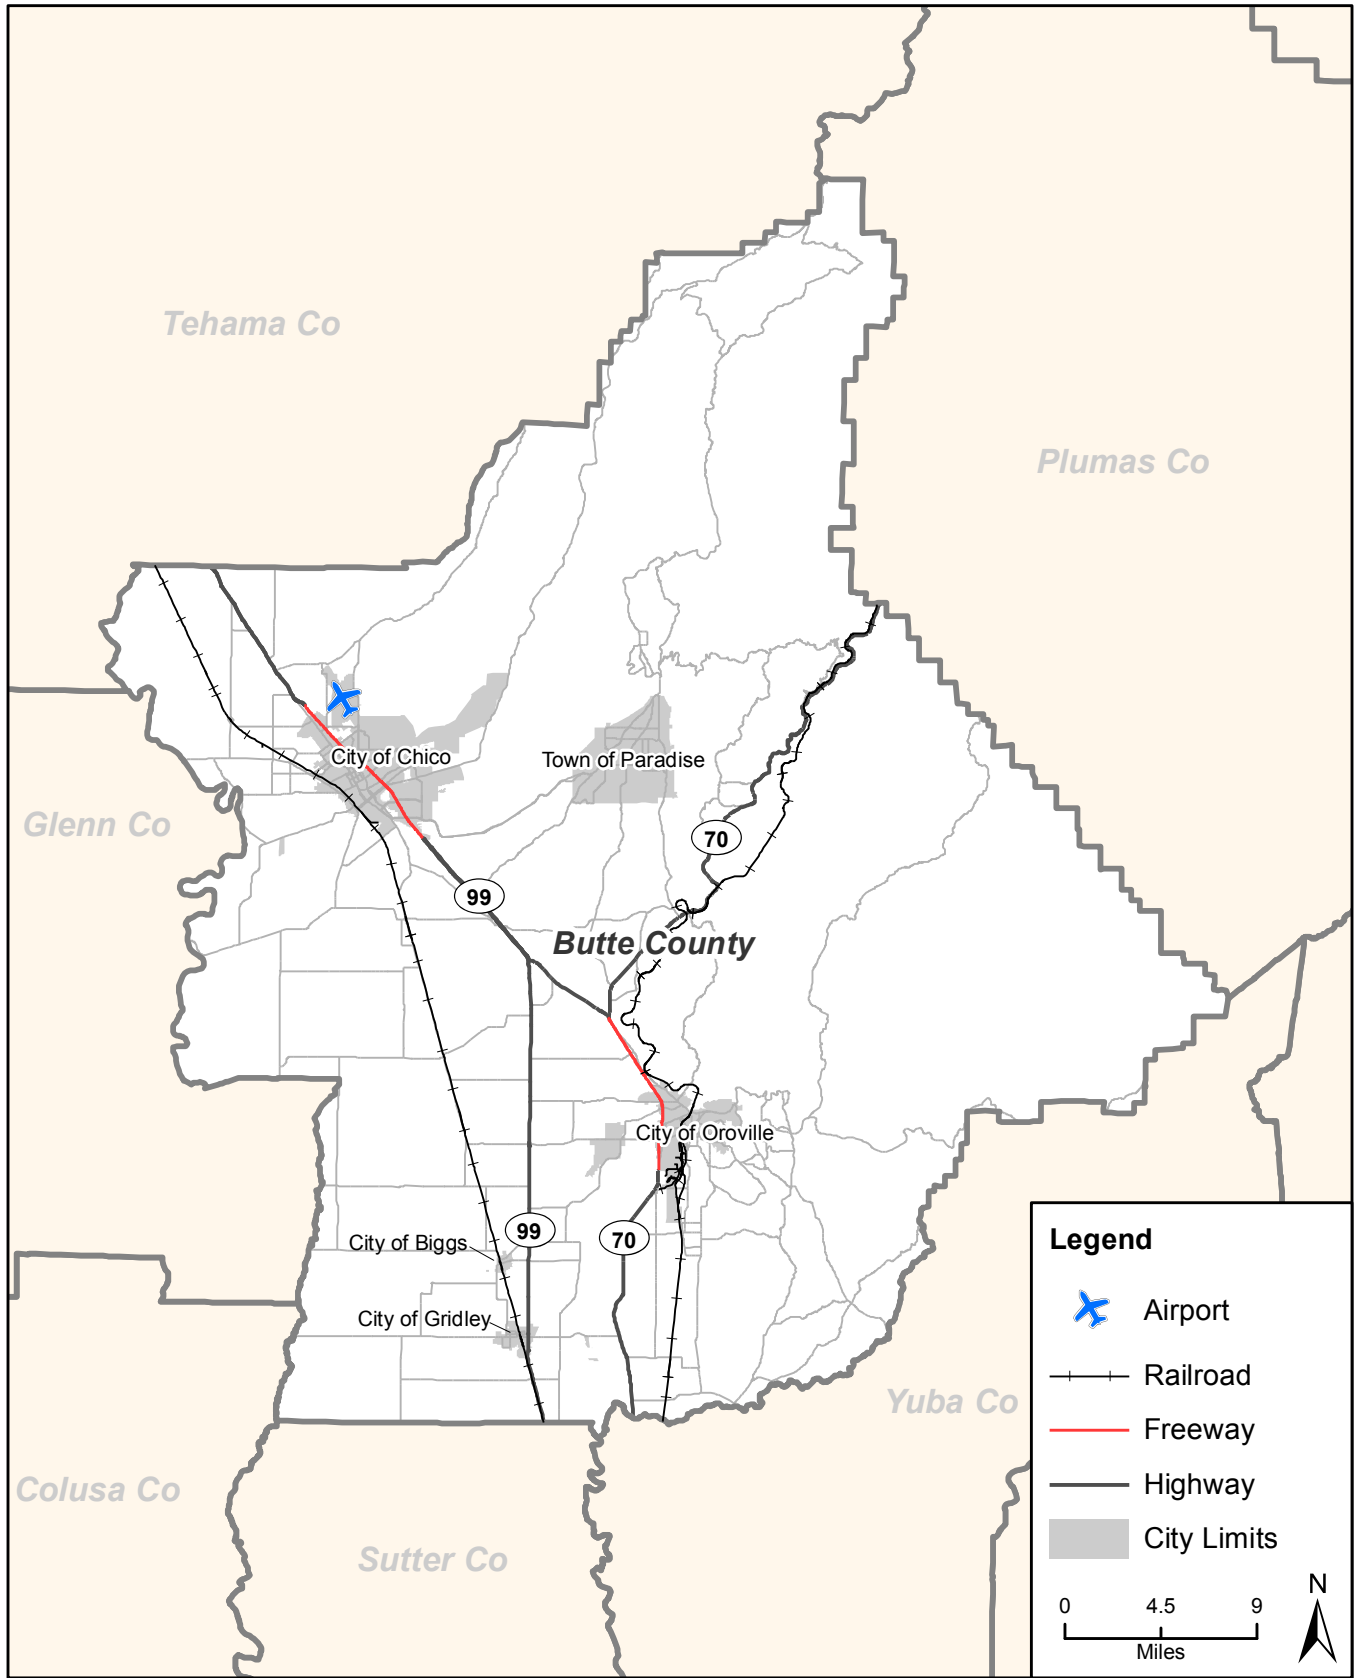 Tehama Co
Plumas Co
City of Chico
Town of Paradise
Glenn Co
70
99
Butte County
City of Oroville
99
70
City of Biggs
City of Gridley
Yuba Co
Colusa Co
Sutter Co
Legend
Airport
Railroad
Freeway
Highway
City Limits
N
0 4.5 9
Miles